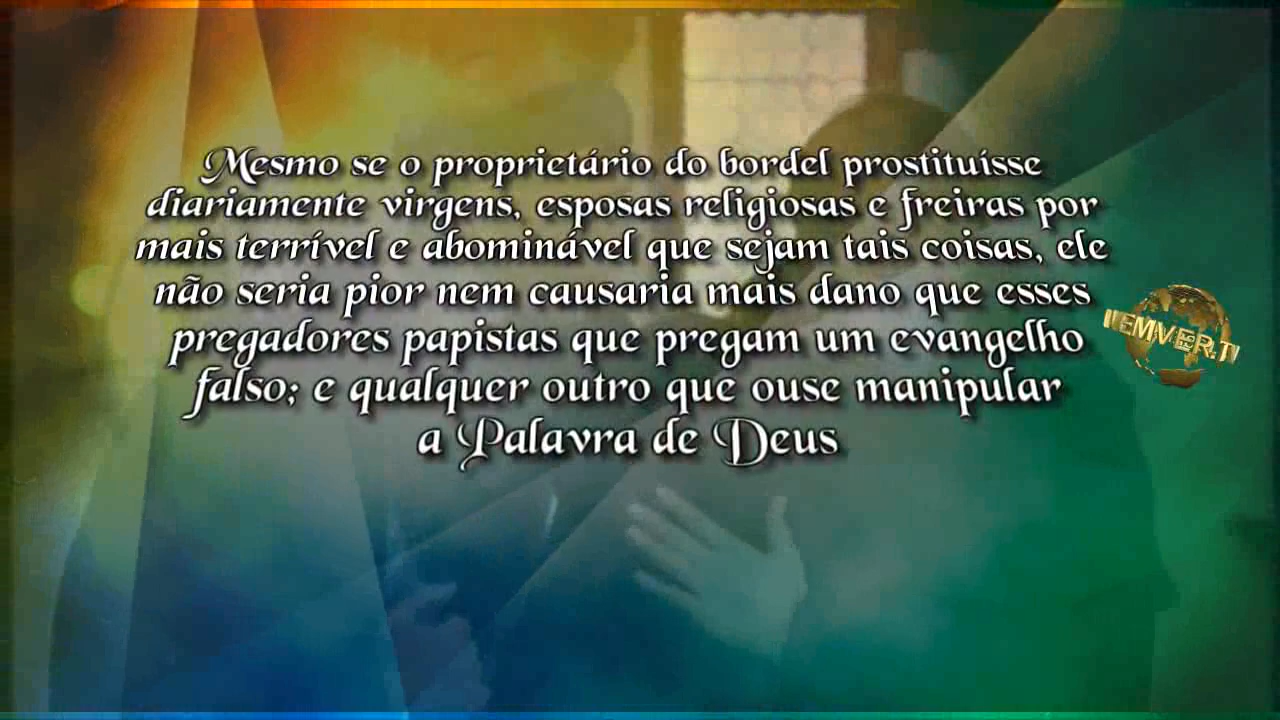 Mesmo se o proprietário do bordel prostituísse
diariamente virgens, esposas religiosas e freiras por
mais terrível e abominável que sejam tais coisas, ele
não seria pior nem causaria mais dano que esses
pregadores papistas que pregam um evangelho
falso; e qualquer outro que ouse manipular
a Palavra de Deus